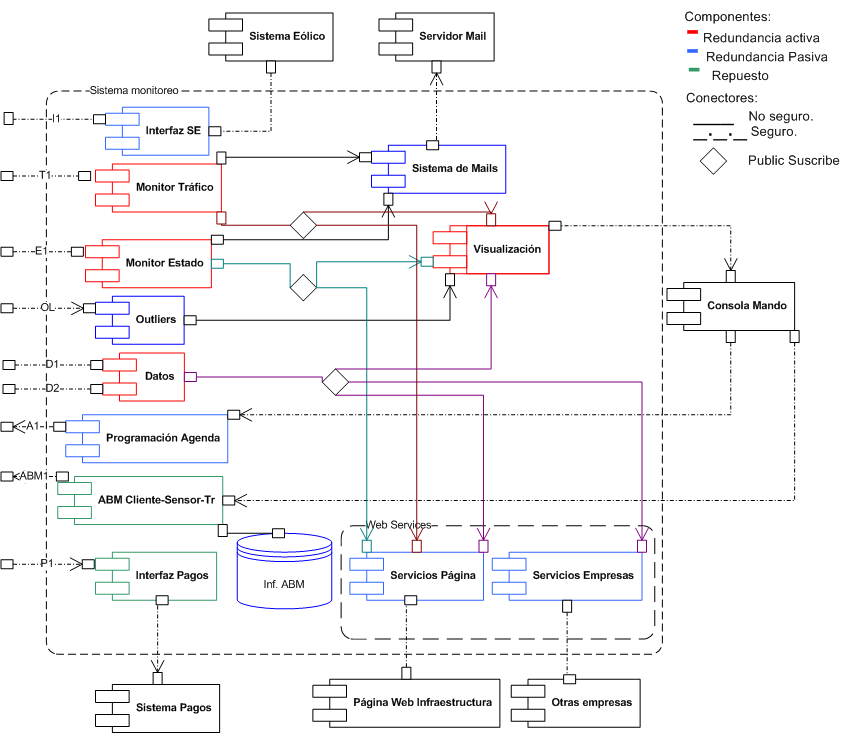 Sistema Eólico
Servidor Mail
Componentes:
Redundancia activa
Redundancia Pasiva
Repuesto
Conectores:
No seguro.
Seguro.
Public Suscribe
Sistema monitoreo
I1
Interfaz SE
T1
Monitor Tráfico
Sistema de Mails
E1
Monitor Estado
Visualización
OL
Outliers
Consola Mando
D1
Datos
D2
A1
Programación Agenda
ABM1
ABM Cliente-Sensor-Tr
Web Services
P1
Interfaz Pagos
Inf. ABM
Servicios Página
Servicios Empresas
Sistema Pagos
Página Web Infraestructura
Otras empresas